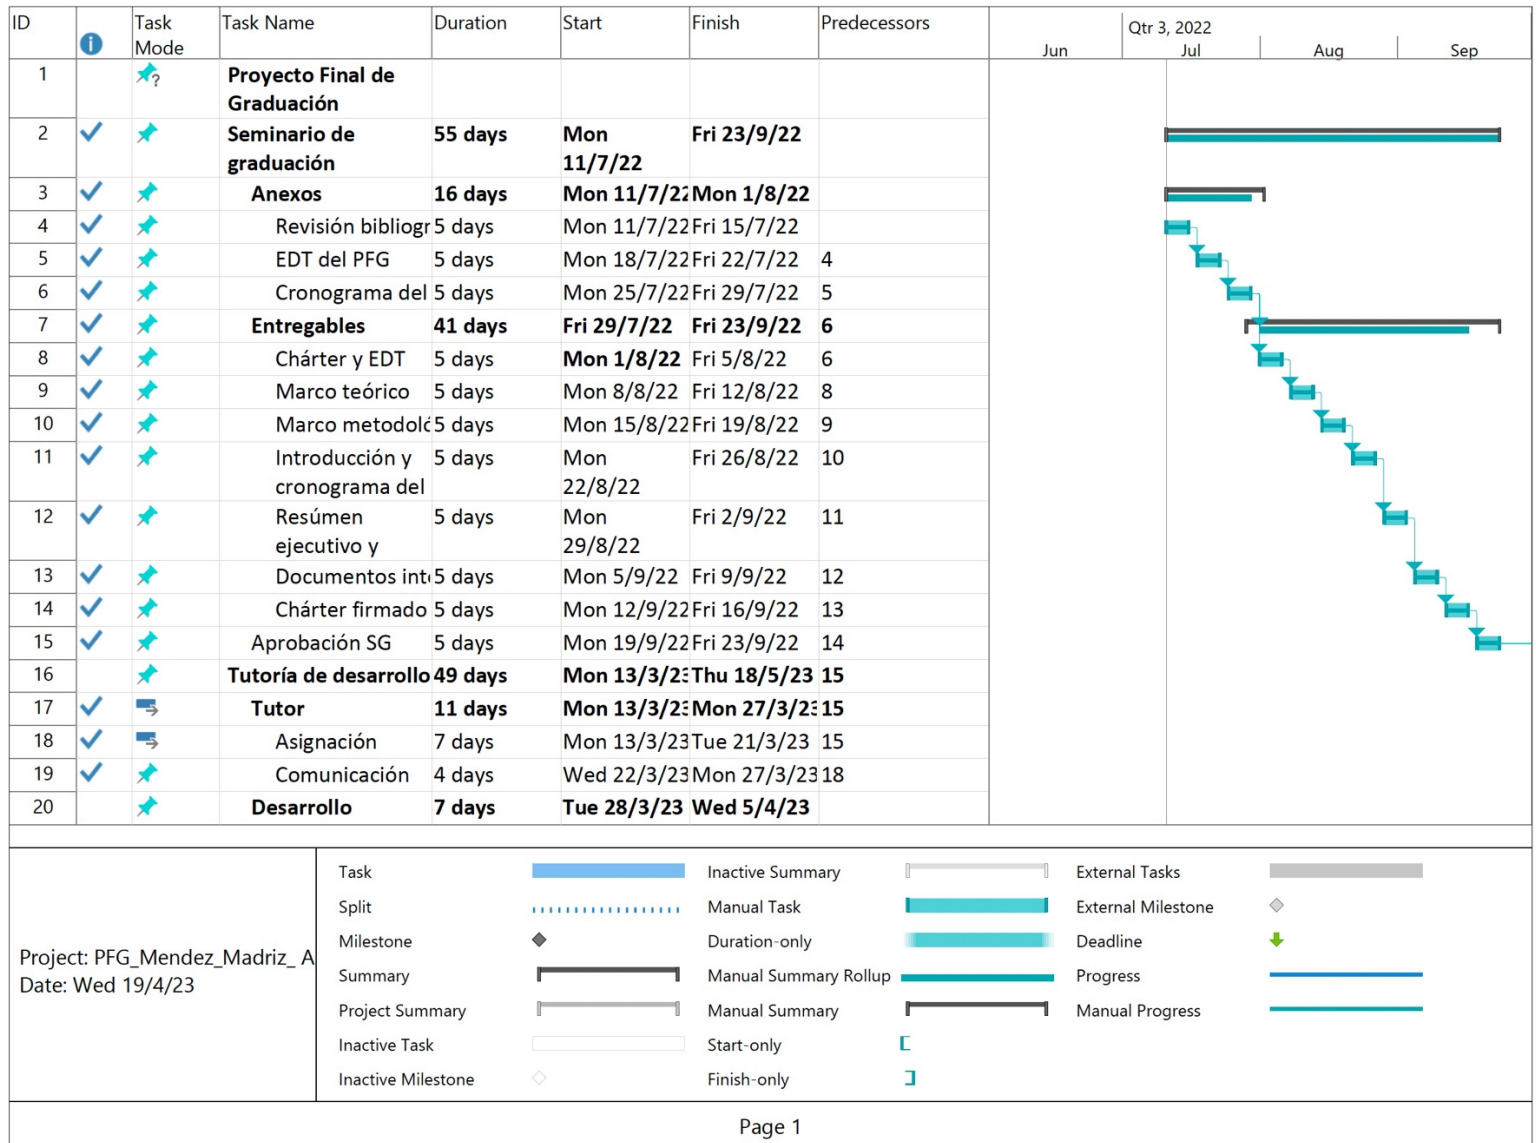 ID Task Mode Task Name Duration Start Finish Predecessors Qtr 3, 2022
Jun Jul Aug Sep
1 Proyecto Final de
Graduación
2 Seminario de 55 days Mon Fri 23/9/22
graduación 11/7/22
3 Anexos 16 days Mon 11/7/22 Mon 1/8/22
4 Revisión bibliogr 5 days Mon 11/7/22 Fri 15/7/22
5 EDT del PFG 5 days Mon 18/7/22 Fri 22/7/22 4
6 Cronograma del 5 days Mon 25/7/22 Fri 29/7/22 5
7 Entregables 41 days Fri 29/7/22 Fri 23/9/22 6
8 Chárter y EDT 5 days Mon 1/8/22 Fri 5/8/22 6
9 Marco teórico 5 days Mon 8/8/22 Fri 12/8/22 8
10 Marco metodoló 5 days Mon 15/8/22 Fri 19/8/22 9
11 Introducción y 5 days Mon Fri 26/8/22 10
cronograma del 22/8/22
12 Resúmen 5 days Mon Fri 2/9/22 11
ejecutivo y 29/8/22
13 Documentos int 5 days Mon 5/9/22 Fri 9/9/22 12
14 Chárter firmado 5 days Mon 12/9/22 Fri 16/9/22 13
15 Aprobación SG 5 days Mon 19/9/22 Fri 23/9/22 14
16 Tutoría de desarrollo 49 days Mon 13/3/23 Thu 18/5/23 15
17 Tutor 11 days Mon 13/3/23 Mon 27/3/23 15
18 Asignación 7 days Mon 13/3/23 Tue 21/3/23 15
19 Comunicación 4 days Wed 22/3/23 Mon 27/3/23 18
20 Desarrollo 7 days Tue 28/3/23 Wed 5/4/23
Project: PFG_Mendez_Madriz_ A
Date: Wed 19/4/23
Task Inactive Summary External Tasks
Split Manual Task External Milestone
Milestone Duration-only Deadline
Summary Manual Summary Rollup Progress
Project Summary Manual Summary Manual Progress
Inactive Task Start-only
Inactive Milestone Finish-only
Page 1